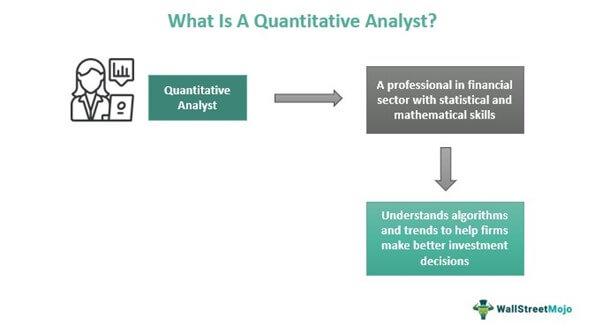 What Is A Quantitative Analyst?
Quantitative
Analyst
A professional in financial
sector with statistical and
mathematical skills
Understands algorithms
and trends to help firms
make better investment
decisions
WallStreetMojo